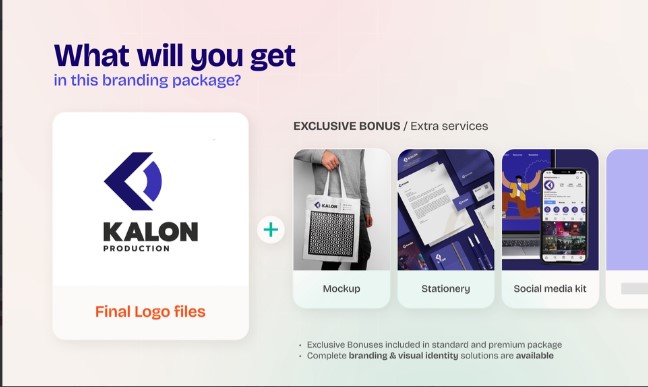 What will you get
in this branding package?
EXCLUSIVE BONUS / Extra services
KALON
PRODUCTION
Final Logo files
KALON
Mockup
Stationery
Social media kit
• Exclusive Bonuses included in standard and premium package
• Complete branding & visual identity solutions are available